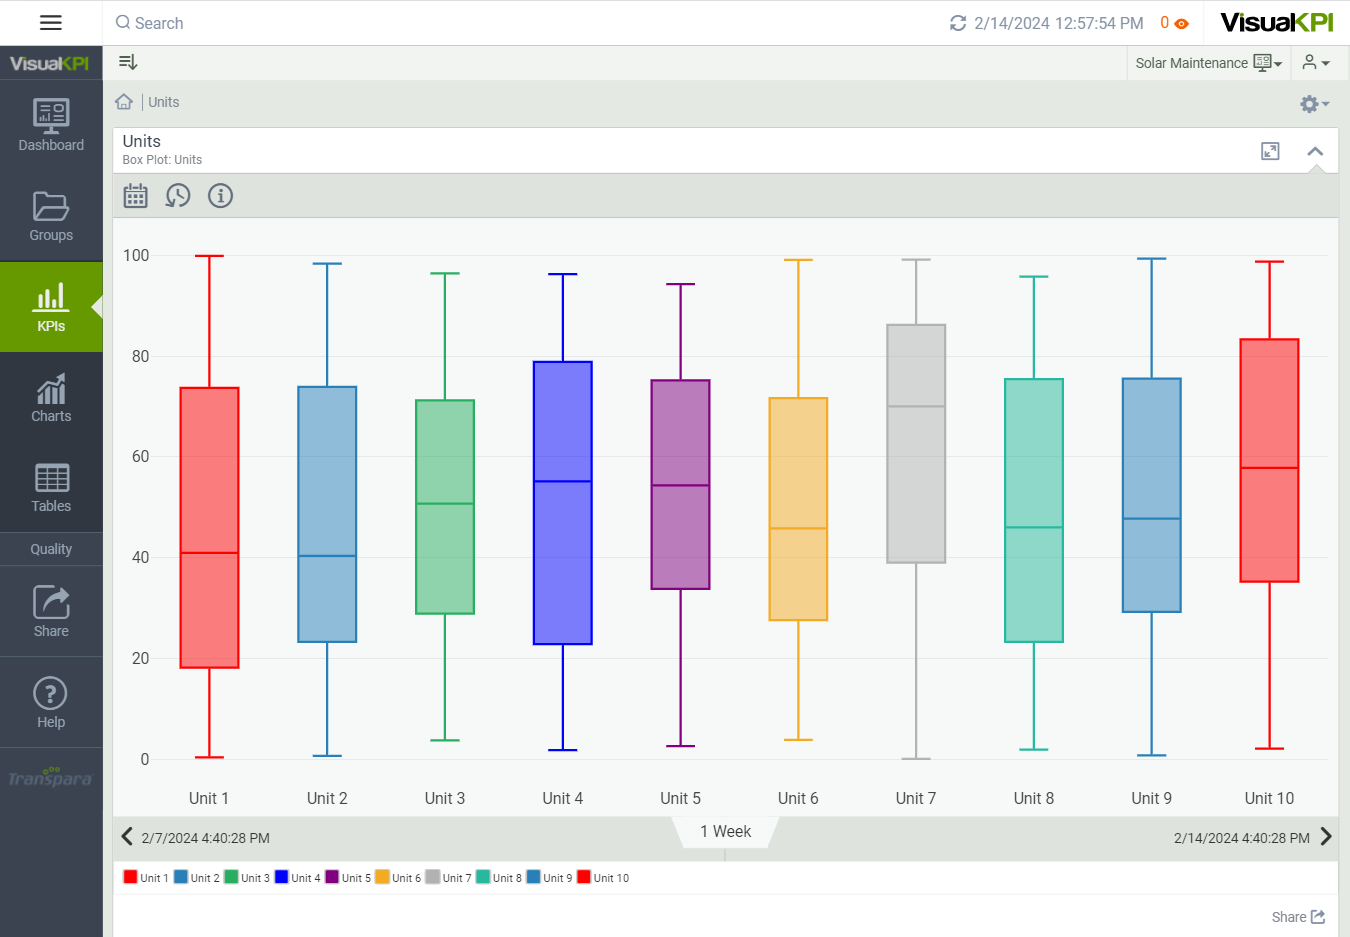 Search
2/14/2024 12:57:54 PM
0
VisualKPI
VisualKPI
Solar Maintenance
Units
Dashboard
Groups
KPIs
Charts
Tables
Quality
Share
Help
Transpara
Units
Box Plot: Units
100
80
60
40
20
0
Unit 1 Unit 2 Unit 3 Unit 4 Unit 5 Unit 6 Unit 7 Unit 8 Unit 9 Unit 10
2/7/2024 4:40:28 PM
1 Week
2/14/2024 4:40:28 PM
Unit 1 Unit 2 Unit 3 Unit 4 Unit 5 Unit 6 Unit 7 Unit 8 Unit 9 Unit 10
Share